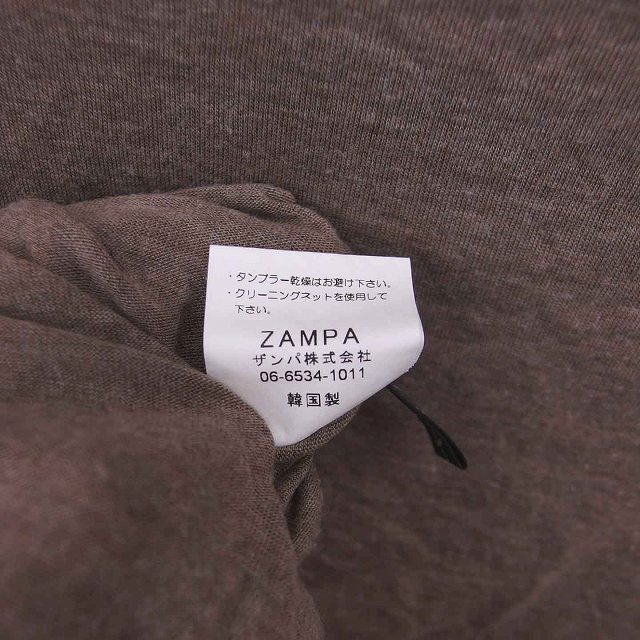 ・タンブラー乾燥はお避け下さい。
・クリーニングネットを使用して
下さい。
ZAMPA
ザンパ株式会社
06-6534-1011
韓国製